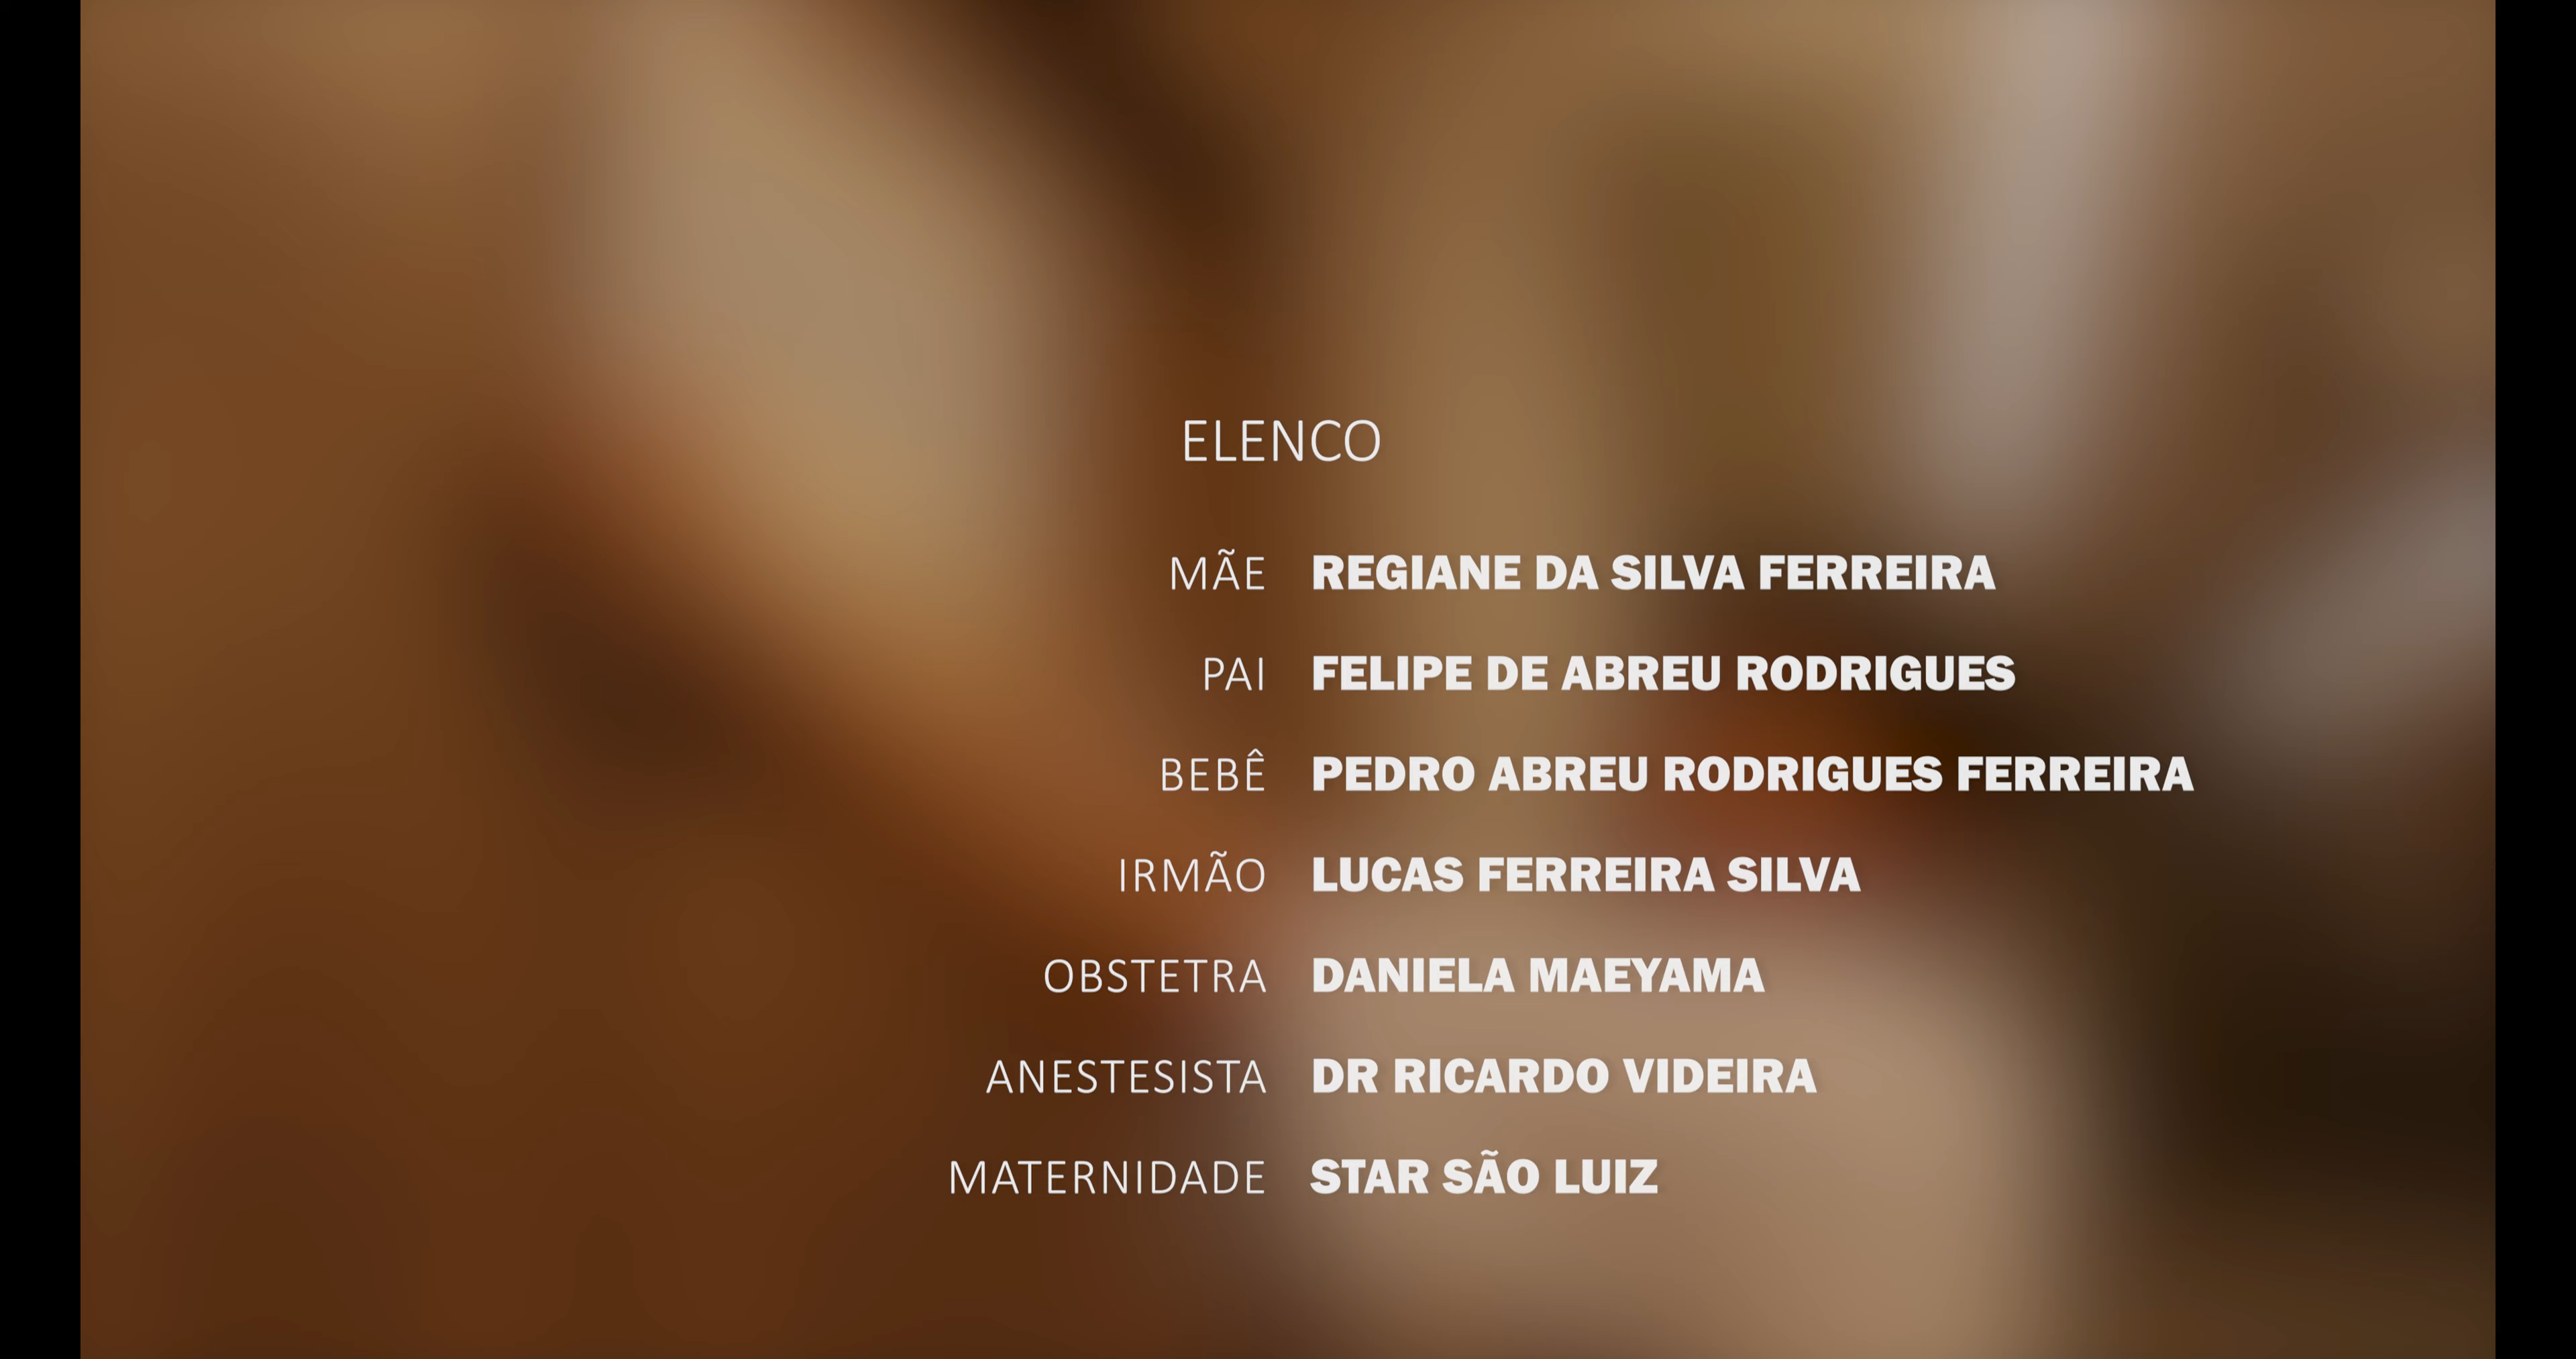 ELENCO
MÃE REGIANE DA SILVA FERREIRA
PAI FELIPE DE ABREU RODRIGUES
BEBÊ PEDRO ABREU RODRIGUES FERREIRA
IRMÃO LUCAS FERREIRA SILVA
OBSTETRA DANIELA MAEYAMA
ANESTESISTA DR RICARDO VIDEIRA
MATERNIDADE STAR SÃO LUIZ